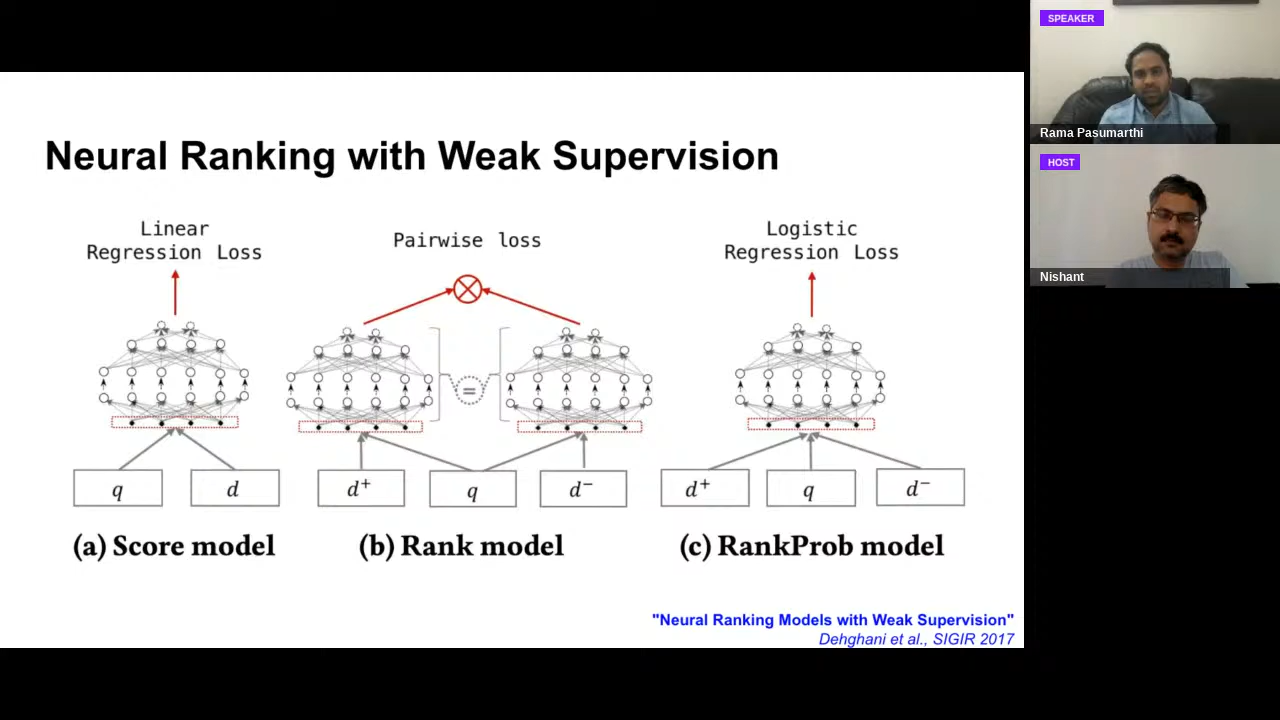 Neural Ranking with Weak Supervision
Linear
Regression Loss
Pairwise loss
Logistic
Regression Loss
=
q
d
d+
q
d−
d+
q
d−
(a) Score model
(b) Rank model
(c) RankProb model
"Neural Ranking Models with Weak Supervision"
Dehghani et al., SIGIR 2017
SPEAKER
Rama Pasumarthi
HOST
Nishant